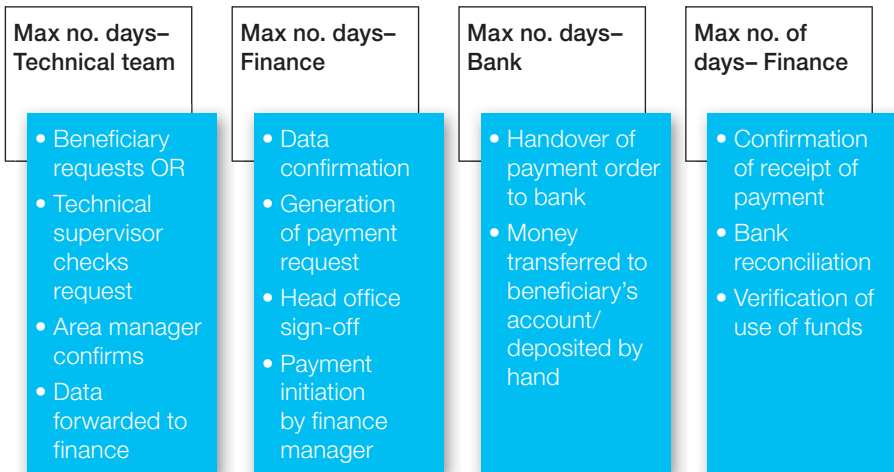 Max no. days–
Technical team
• Beneficiary
requests OR
• Technical
supervisor
checks
request
• Area manager
confirms
• Data
forwarded to
finance
Max no. days–
Finance
• Data
confirmation
• Generation
of payment
request
• Head office
sign-off
• Payment
initiation
by finance
manager
Max no. days–
Bank
• Handover of
payment order
to bank
• Money
transferred to
beneficiary’s
account/
deposited by
hand
Max no. of
days– Finance
• Confirmation
of receipt of
payment
• Bank
reconciliation
• Verification of
use of funds